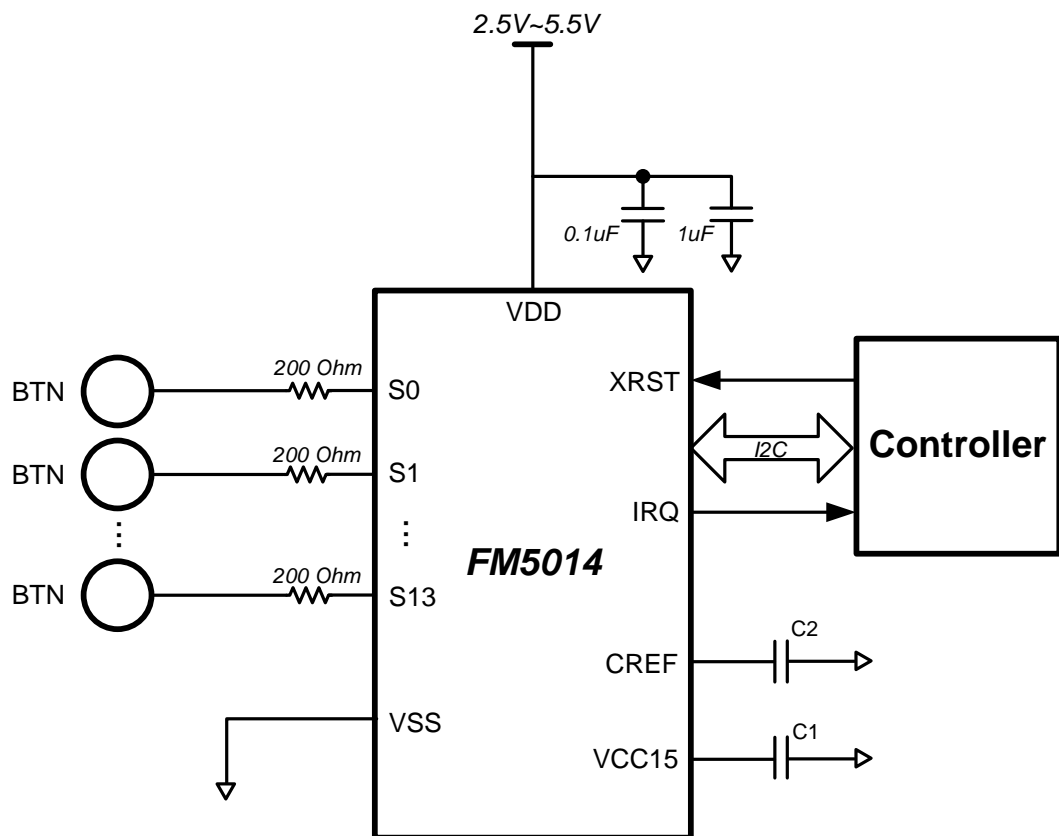 2.5V~5.5V
0.1uF
1uF
VDD
BTN
200 Ohm
S0
XRST
BTN
200 Ohm
S1
I2C
Controller
⋮
⋮
IRQ
FM5014
BTN
200 Ohm
S13
CREF
C2
VSS
VCC15
C1